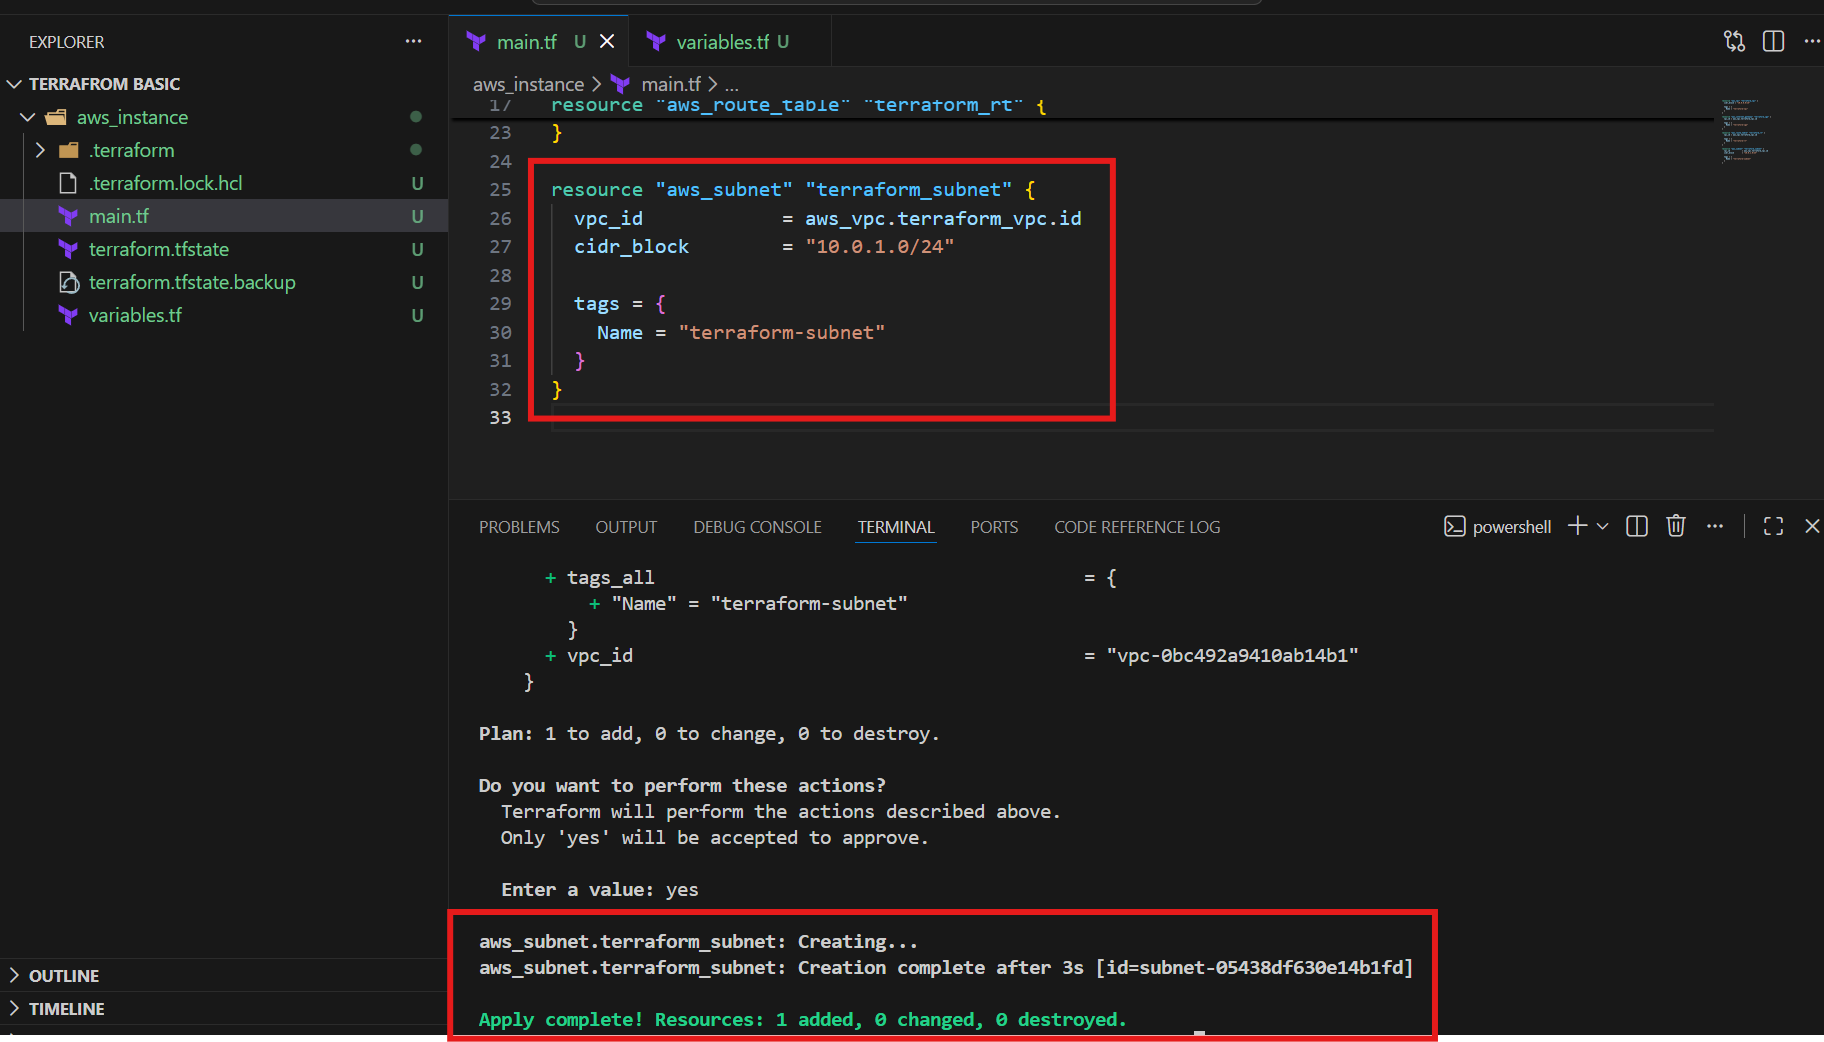 EXPLORER
TERRAFROM BASIC
aws_instance
.terraform
.terraform.lock.hcl U
main.tf U
terraform.tfstate U
terraform.tfstate.backup U
variables.tf U
OUTLINE
TIMELINE
main.tf U
variables.tf U
aws_instance > main.tf > ...
17 resource "aws_route_table" "terraform_rt" {
23 }
24
25 resource "aws_subnet" "terraform_subnet" {
26 vpc_id = aws_vpc.terraform_vpc.id
27 cidr_block = "10.0.1.0/24"
28
29 tags = {
30 Name = "terraform-subnet"
31 }
32 }
33
PROBLEMS OUTPUT DEBUG CONSOLE TERMINAL PORTS CODE REFERENCE LOG
powershell
+ tags_all = {
+ "Name" = "terraform-subnet"
}
+ vpc_id = "vpc-0bc492a9410ab14b1"
}
Plan: 1 to add, 0 to change, 0 to destroy.
Do you want to perform these actions?
Terraform will perform the actions described above.
Only 'yes' will be accepted to approve.
Enter a value: yes
aws_subnet.terraform_subnet: Creating...
aws_subnet.terraform_subnet: Creation complete after 3s [id=subnet-05438df630e14b1fd]
Apply complete! Resources: 1 added, 0 changed, 0 destroyed.